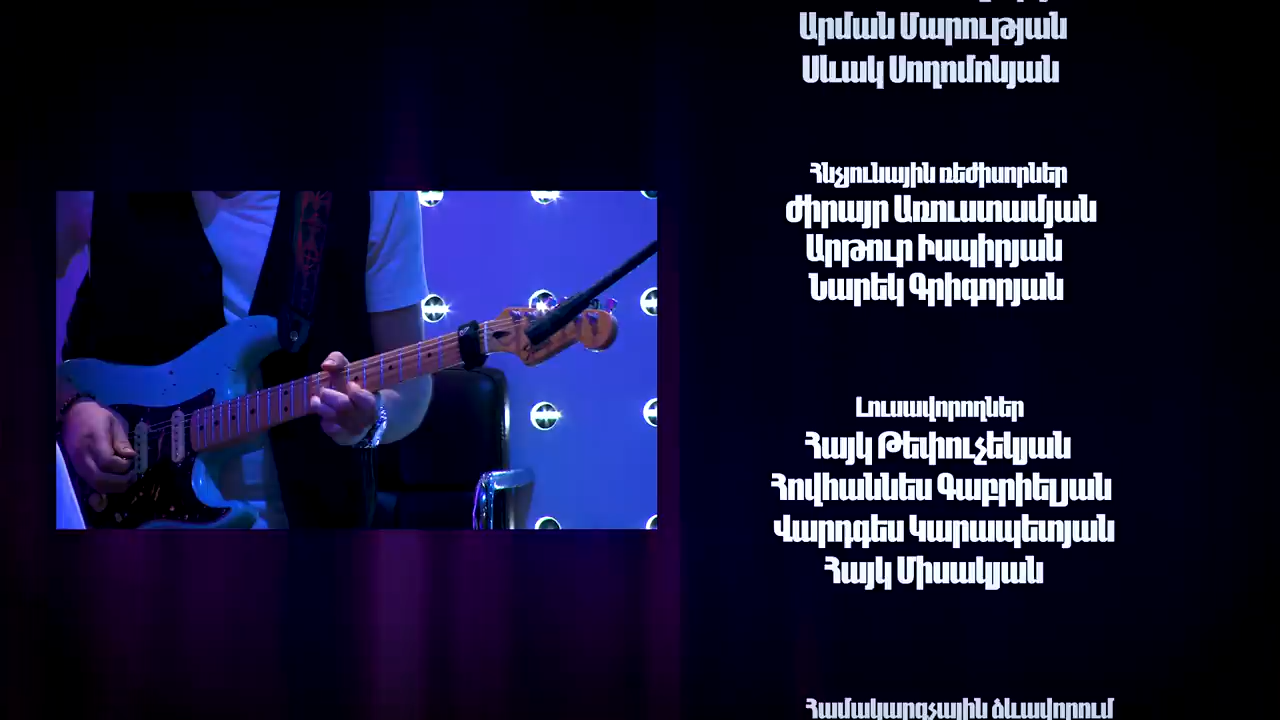 Արման Մարության
Սևակ Սողոմոնյան
Հնչյունային ռեժիսորներ
Ժիրայր Առուստամյան
Արթուր Իսպիրյան
Նարեկ Գրիգորյան
Լուսավորողներ
Հայկ Թեփուչեկյան
Հովհաննես Գաբրիելյան
Վարդգես Կարապետյան
Հայկ Միսակյան
Համակարգչային ձևավորում